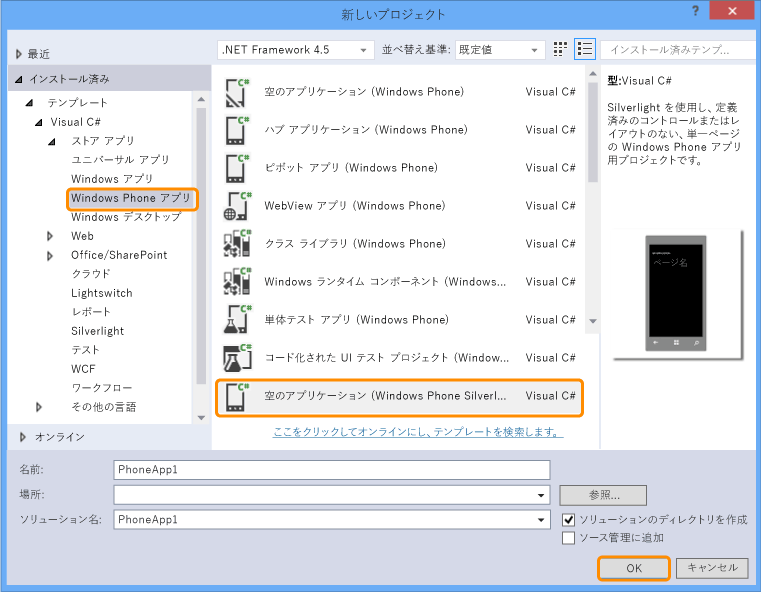 新しいプロジェクト
?
最近
.NET Framework 4.5
並べ替え基準:
既定値
インストール済みテンプ...
インストール済み
テンプレート
Visual C#
ストア アプリ
ユニバーサル アプリ
Windows アプリ
Windows Phone アプリ
Windows デスクトップ
Web
Office/SharePoint
クラウド
Lightswitch
レポート
Silverlight
テスト
WCF
ワークフロー
その他の言語
オンライン
C# 空のアプリケーション (Windows Phone) Visual C#
C# ハブ アプリケーション (Windows Phone) Visual C#
C# ピボット アプリ (Windows Phone) Visual C#
C# WebView アプリ (Windows Phone) Visual C#
C# クラス ライブラリ (Windows Phone) Visual C#
C# Windows ランタイム コンポーネント (Windows... Visual C#
C# 単体テスト アプリ (Windows Phone) Visual C#
C# コード化された UI テスト プロジェクト (Window... Visual C#
C# 空のアプリケーション (Windows Phone Silverl... Visual C#
ここをクリックしてオンラインにし、テンプレートを検索します。
型:Visual C#
Silverlight を使用し、定義
済みのコントロールまたはレ
イアウトのない、単一ページ
の Windows Phone アプリ
用プロジェクトです。
ページ名
名前:
PhoneApp1
場所:
参照...
ソリューション名:
PhoneApp1
ソリューションのディレクトリを作成
ソース管理に追加
OK
キャンセル